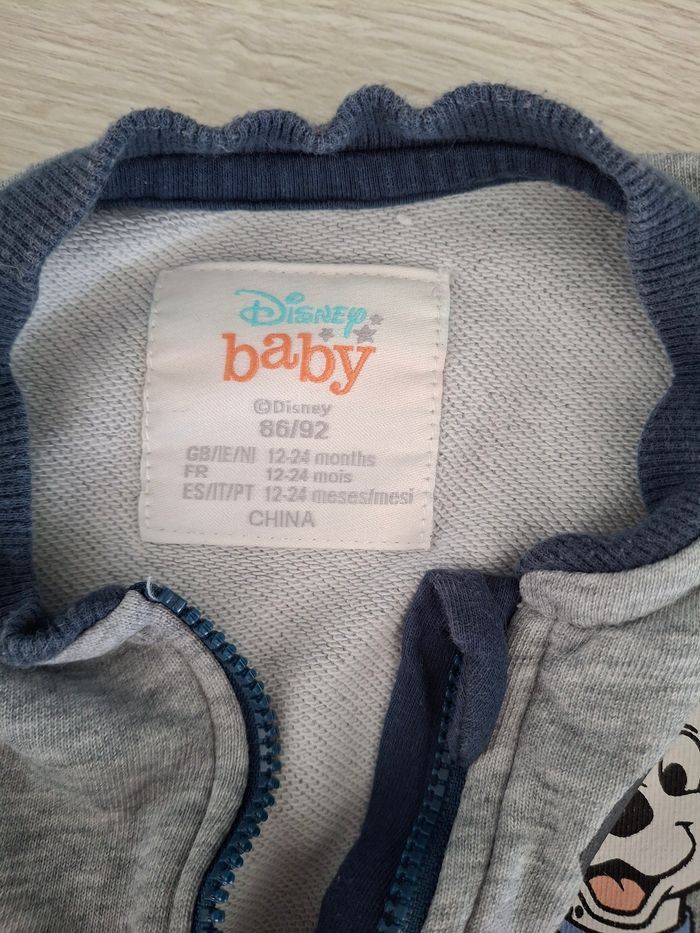 Disney
baby
©Disney
86/92
GB/IE/NI 12-24 months
FR 12-24 mois
ES/IT/PT 12-24 meses/mesi
CHINA